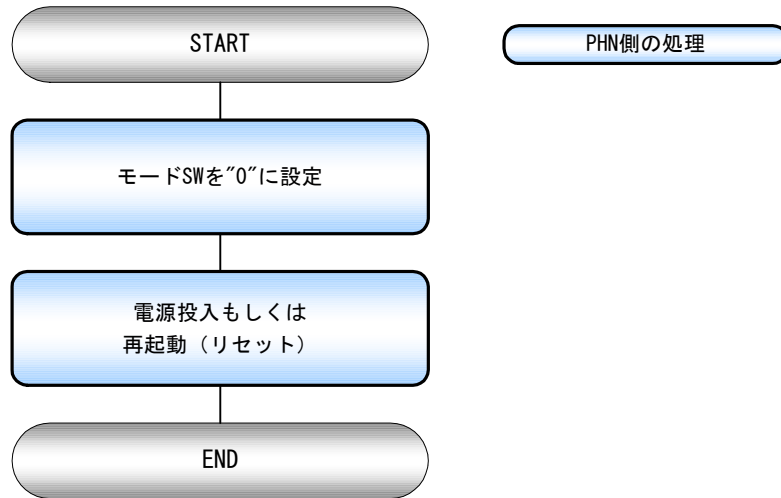 START
PHN側の処理
モードSWを"0"に設定
電源投入もしくは
再起動（リセット）
END